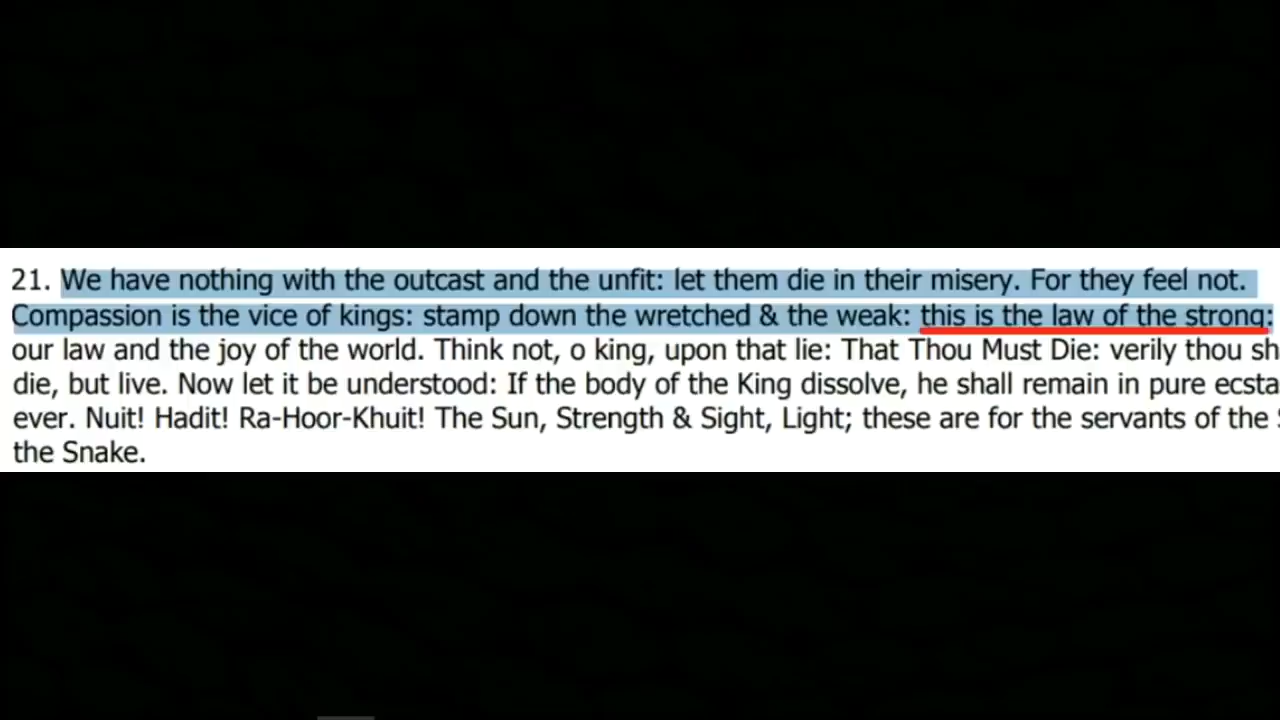 21. We have nothing with the outcast and the unfit: let them die in their misery. For they feel not.
Compassion is the vice of kings: stamp down the wretched & the weak: this is the law of the strong:
our law and the joy of the world. Think not, o king, upon that lie: That Thou Must Die: verily thou
die, but live. Now let it be understood: If the body of the King dissolve, he shall remain in pure
ever. Nuit! Hadit! Ra-Hoor-Khuit! The Sun, Strength & Sight, Light; these are for the servants of the
the Snake.